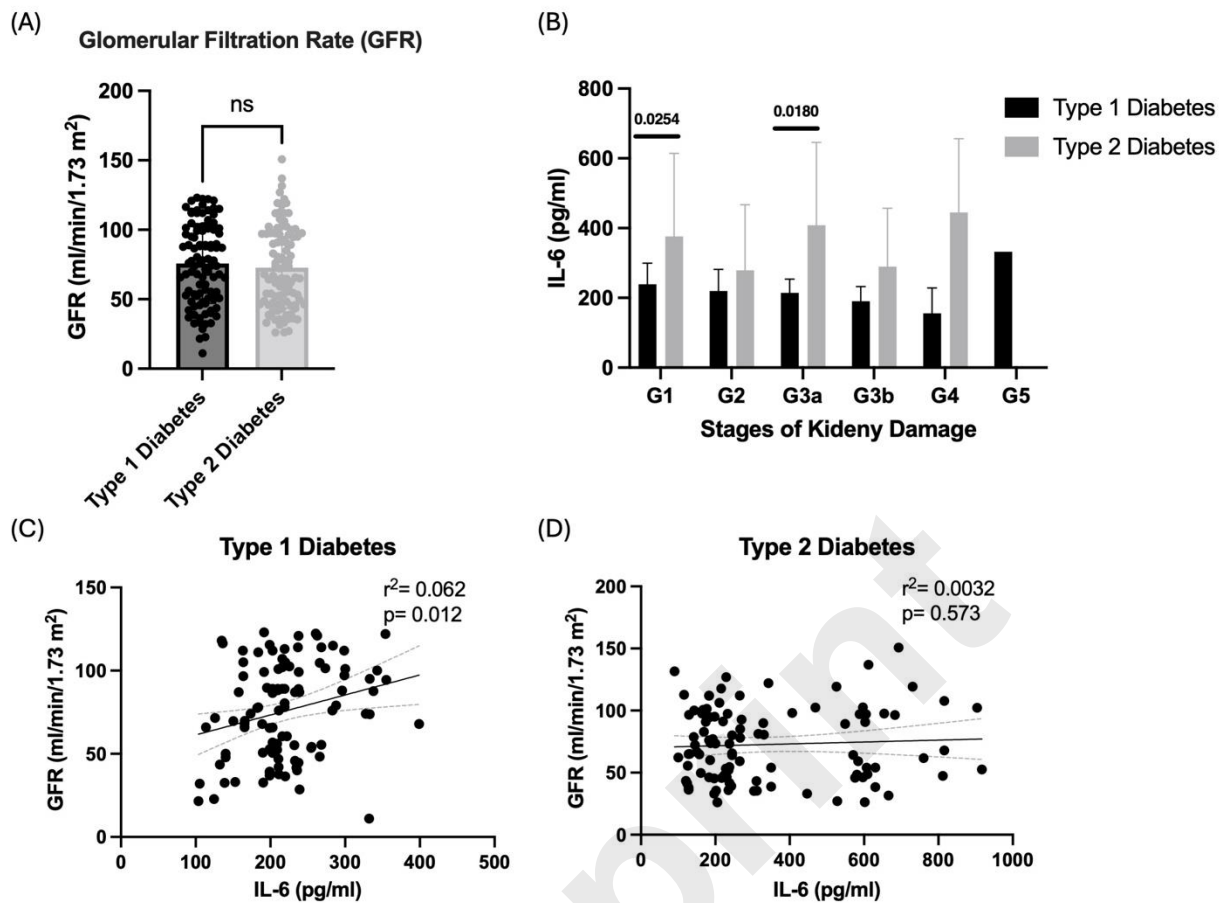 (A)
Glomerular Filtration Rate (GFR)
GFR (ml/min/1.73 m²)
200
150
100
50
0
ns
Type 1 Diabetes
Type 2 Diabetes
(B)
IL-6 (pg/ml)
800
600
400
200
0
0.0254
0.0180
Type 1 Diabetes
Type 2 Diabetes
G1 G2 G3a G3b G4 G5
Stages of Kideny Damage
(C)
Type 1 Diabetes
r²= 0.062
p= 0.012
GFR (ml/min/1.73 m²)
150
100
50
0
0 100 200 300 400 500
IL-6 (pg/ml)
(D)
Type 2 Diabetes
r²= 0.0032
p= 0.573
GFR (ml/min/1.73 m²)
200
150
100
50
0
0 200 400 600 800 1000
IL-6 (pg/ml)
print